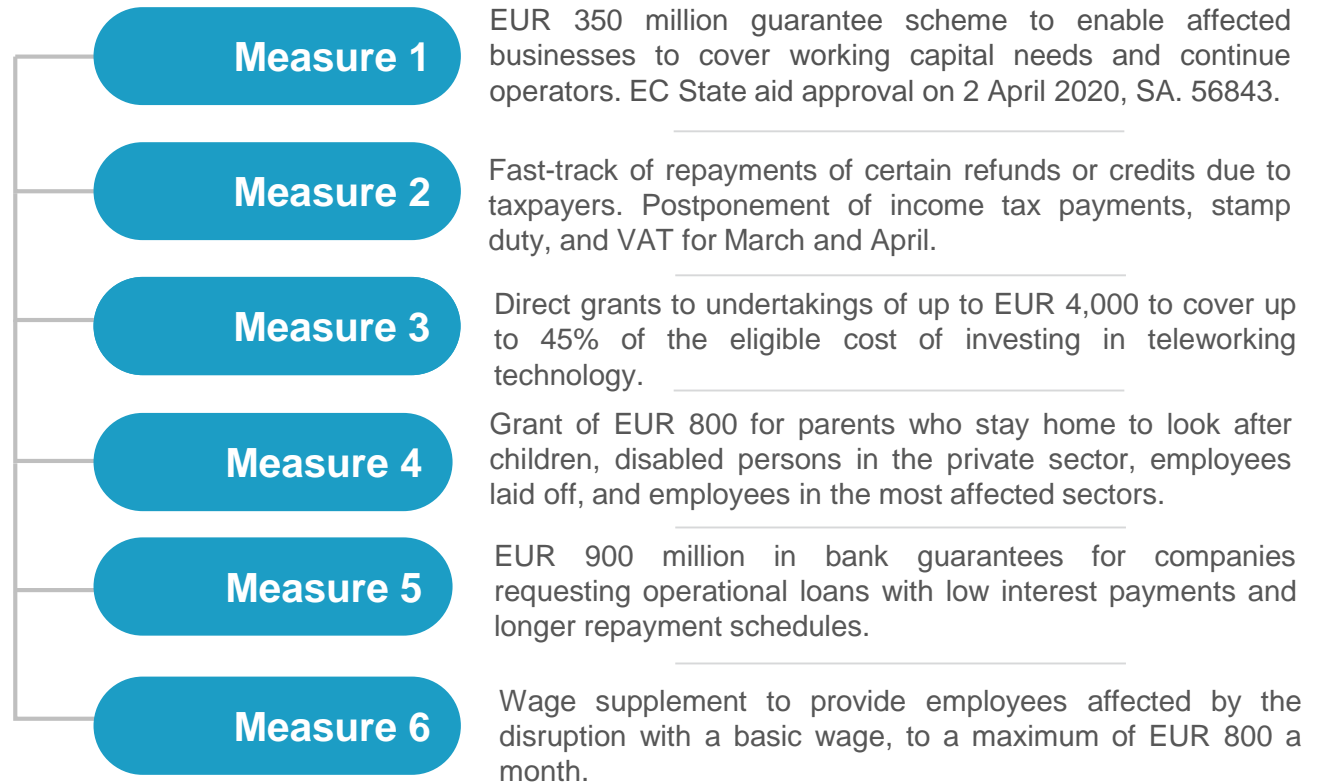 Measure 1
EUR 350 million guarantee scheme to enable affected
businesses to cover working capital needs and continue
operators. EC State aid approval on 2 April 2020, SA. 56843.
Measure 2
Fast-track of repayments of certain refunds or credits due to
taxpayers. Postponement of income tax payments, stamp
duty, and VAT for March and April.
Measure 3
Direct grants to undertakings of up to EUR 4,000 to cover up
to 45% of the eligible cost of investing in teleworking
technology.
Measure 4
Grant of EUR 800 for parents who stay home to look after
children, disabled persons in the private sector, employees
laid off, and employees in the most affected sectors.
Measure 5
EUR 900 million in bank guarantees for companies
requesting operational loans with low interest payments and
longer repayment schedules.
Measure 6
Wage supplement to provide employees affected by the
disruption with a basic wage, to a maximum of EUR 800 a
month.